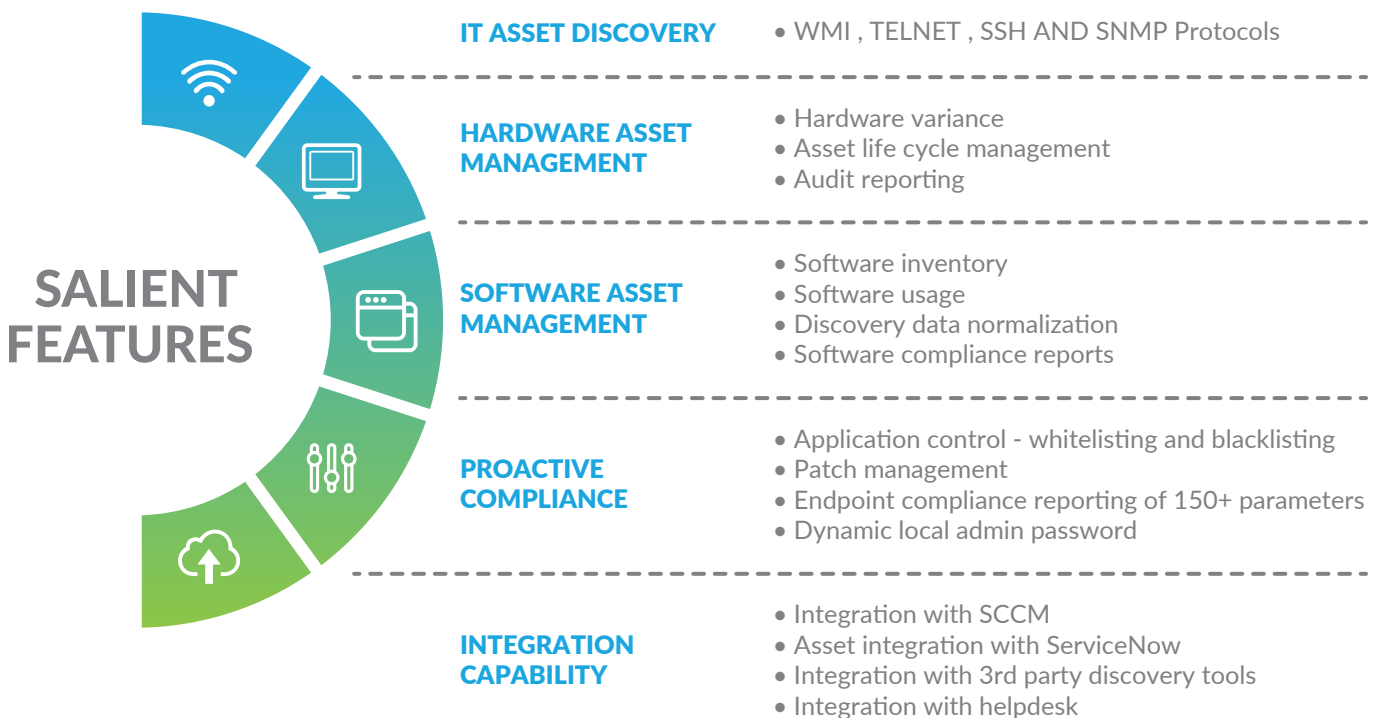 SALIENT
FEATURES
IT ASSET DISCOVERY
• WMI , TELNET , SSH AND SNMP Protocols
HARDWARE ASSET
MANAGEMENT
• Hardware variance
• Asset life cycle management
• Audit reporting
SOFTWARE ASSET
MANAGEMENT
• Software inventory
• Software usage
• Discovery data normalization
• Software compliance reports
PROACTIVE
COMPLIANCE
• Application control - whitelisting and blacklisting
• Patch management
• Endpoint compliance reporting of 150+ parameters
• Dynamic local admin password
INTEGRATION
CAPABILITY
• Integration with SCCM
• Asset integration with ServiceNow
• Integration with 3rd party discovery tools
• Integration with helpdesk